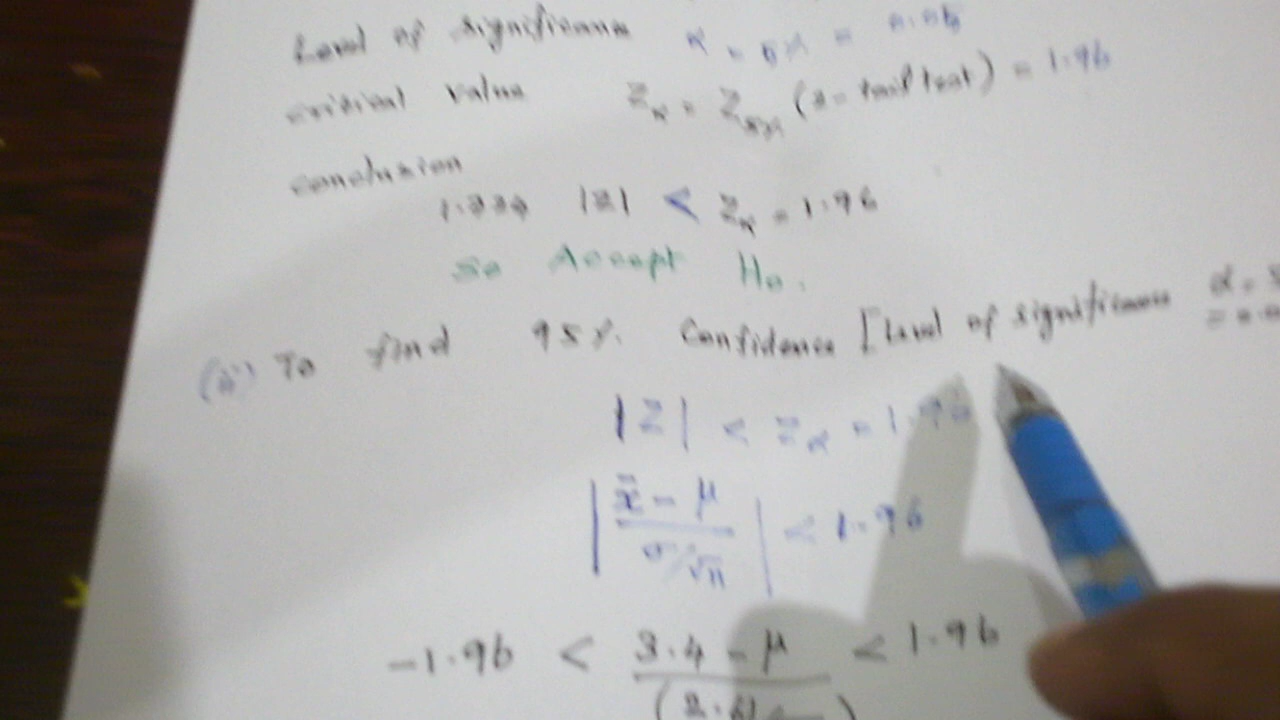 Level of significance α = 5% = 0.05
critical value Zα = Z5% (2-tail test) = 1.96
conclusion
|Z| < Zα = 1.96
So Accept H₀.
To find 95% Confidence [level of significance α =
|Z| < Zα = 1.96
| x̄ - μ / σ/√n | < 1.96
-1.96 < 3.4 - μ < 1.96